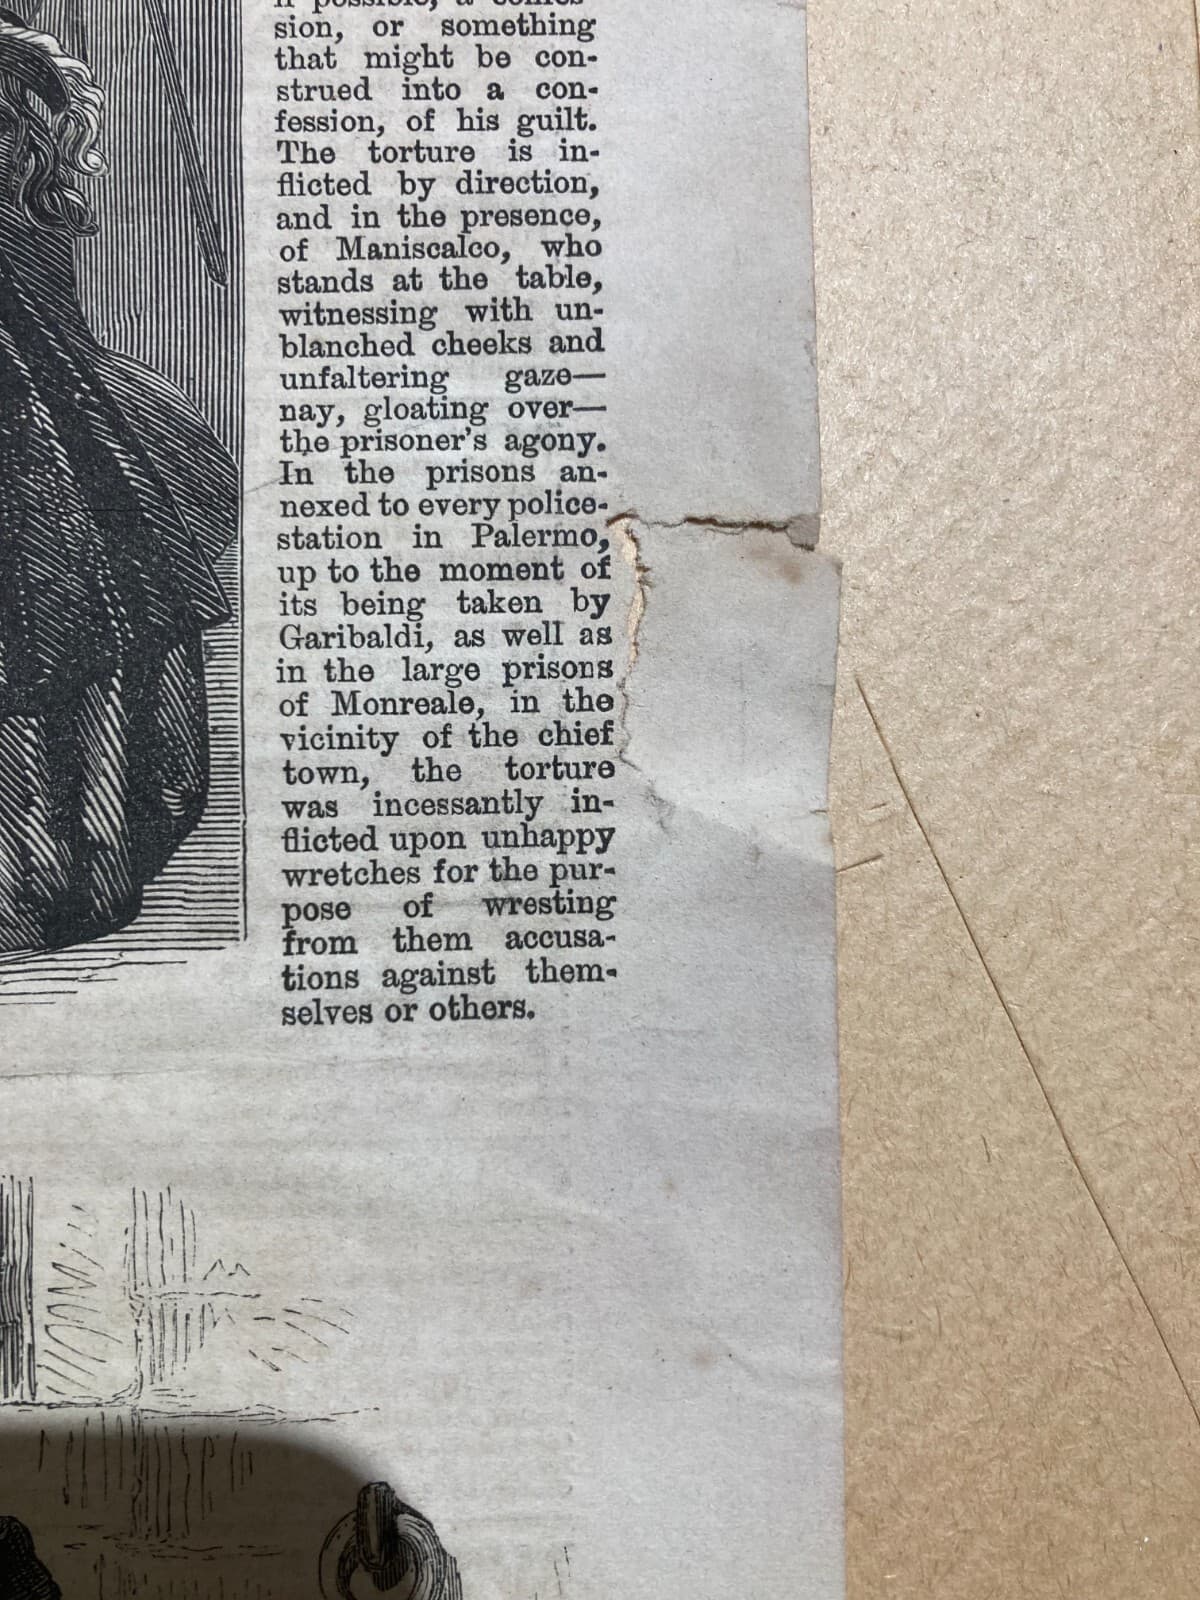 if possible, a confes-
sion, or something
that might be con-
strued into a con-
fession, of his guilt.
The torture is in-
flicted by direction,
and in the presence,
of Maniscalco, who
stands at the table,
witnessing with un-
blanched cheeks and
unfaltering gaze—
nay, gloating over—
the prisoner's agony.
In the prisons an-
nexed to every police-
station in Palermo,
up to the moment of
its being taken by
Garibaldi, as well as
in the large prisons
of Monreale, in the
vicinity of the chief
town, the torture
was incessantly in-
flicted upon unhappy
wretches for the pur-
pose of wresting
from them accusa-
tions against them-
selves or others.